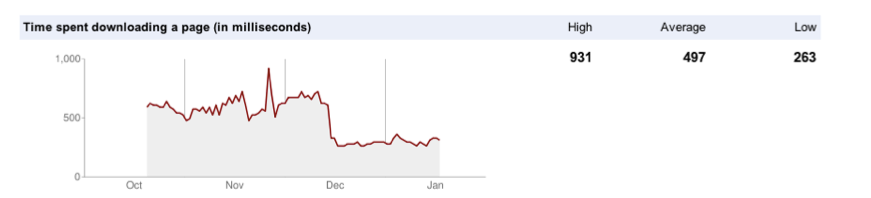 Time spent downloading a page (in milliseconds) High Average Low
931 497 263
1,000
500
0
Oct Nov Dec Jan